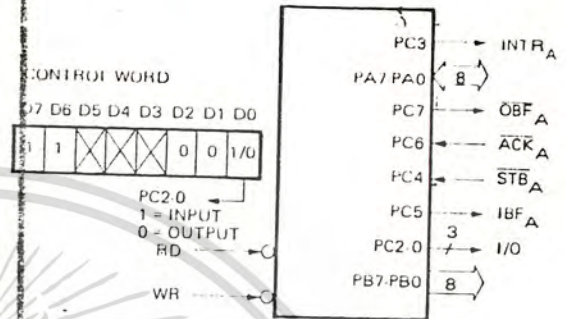 PC3 INTRA
CONTROL WORD
PA7-PA0 8
D7 D6 D5 D4 D3 D2 D1 D0
PC7 OBFA
1 1 0 0 1/0
PC6 ACKA
PC4 STBA
PC2-0
1 = INPUT
0 = OUTPUT
PC5 IBFA
3
RD
PC2-0 I/O
WR
PB7-PB0 8